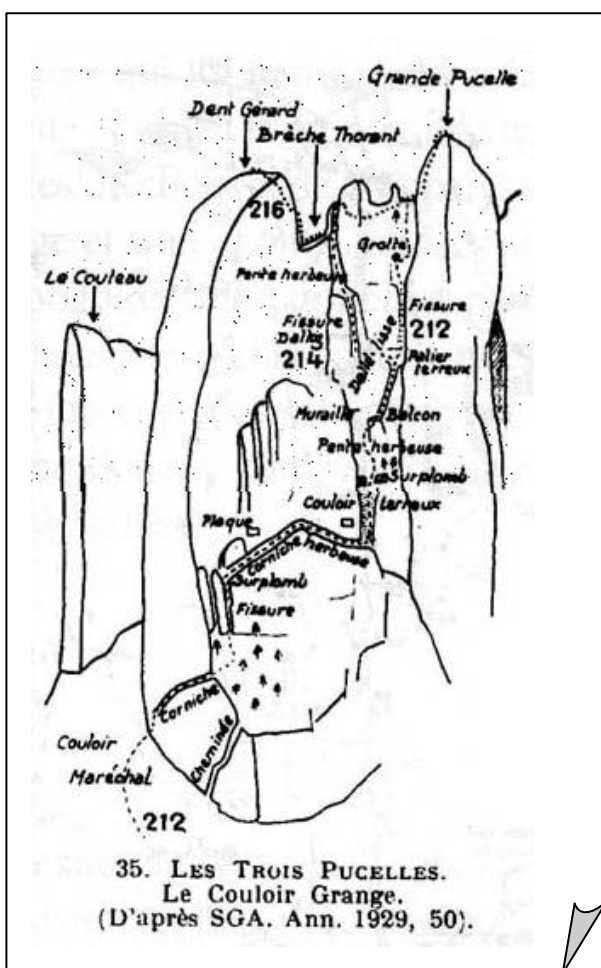 Grande Pucelle
Dent Gérard
Brèche Thorant
216
Grotte
Le Couteau
Pente herbeuse
Fissure
212
Fissure
Dalle
214
Dalle lisse
Palier
terreux
Muraille
Balcon
Pente herbeuse
Surplomb
Couloir terreux
Plaque
Corniche herbeuse
Surplomb
Fissure
Corniche
Cheminée
Couloir
Maréchal
212
35. LES TROIS PUCELLES.
Le Couloir Grange.
(D'après SGA. Ann. 1929, 50).